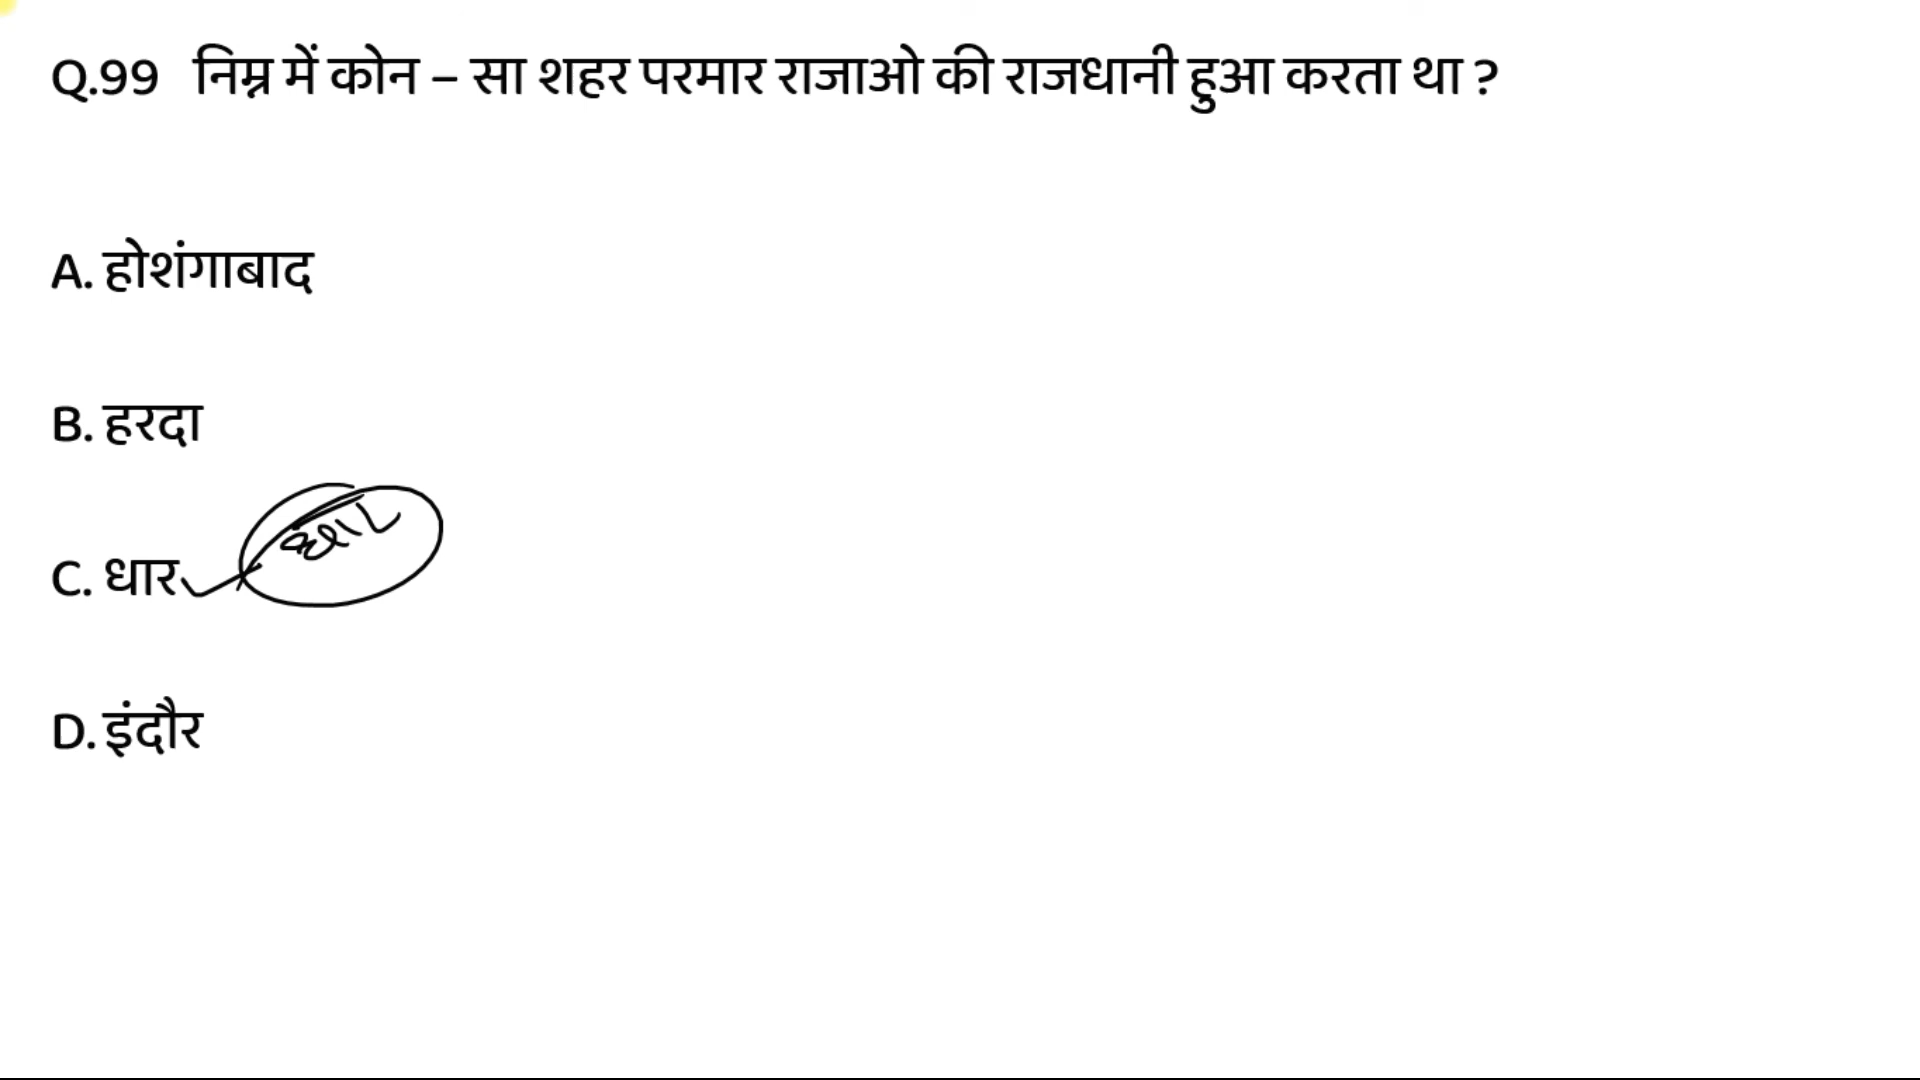 Q.99 निम्न में कोन – सा शहर परमार राजाओ की राजधानी हुआ करता था ?
A. होशंगाबाद
B. हरदा
C. धार
धार
D. इंदौर